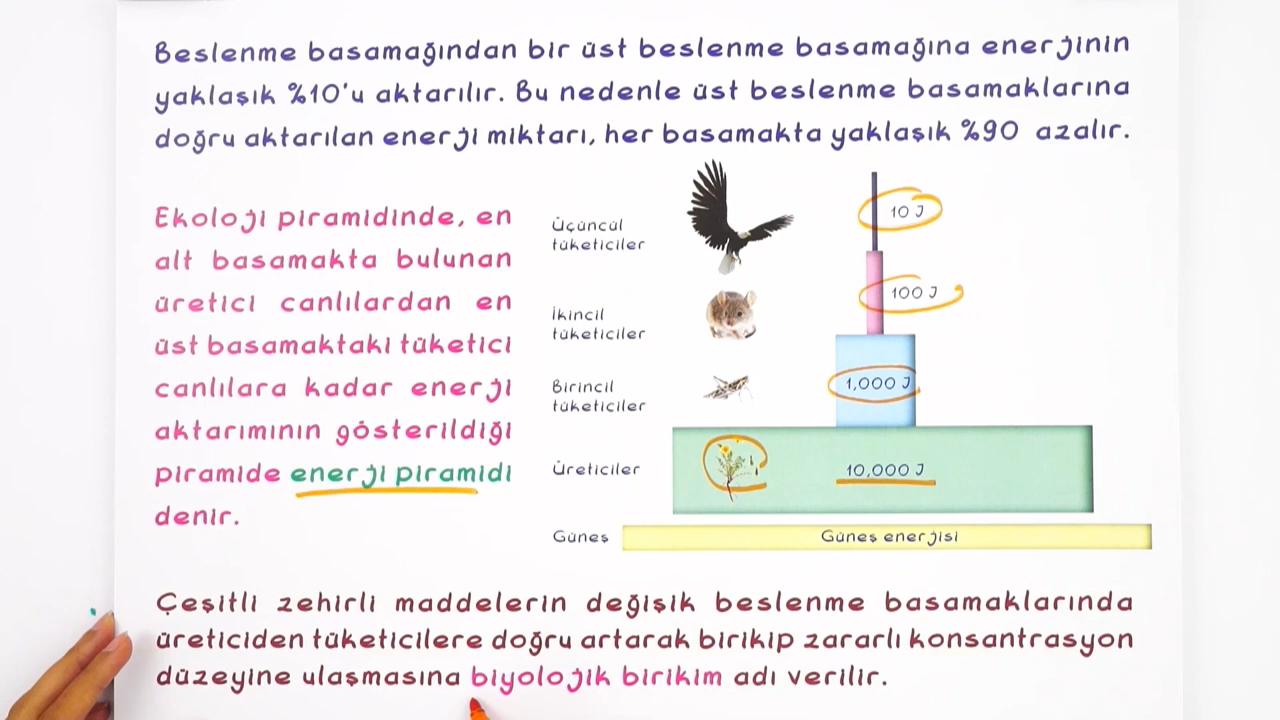 Beslenme basamağından bir üst beslenme basamağına enerjinin
yaklaşık %10'u aktarılır. Bu nedenle üst beslenme basamaklarına
doğru aktarılan enerji miktarı, her basamakta yaklaşık %90 azalır.
Ekoloji piramidinde, en
alt basamakta bulunan
üretici canlılardan en
üst basamaktaki tüketici
canlılara kadar enerji
aktarımının gösterildiği
piramide enerji piramidi
denir.
Üçüncül
tüketiciler
10 J
İkincil
tüketiciler
100 J
Birincil
tüketiciler
1,000 J
Üreticiler
10,000 J
Güneş
Güneş enerjisi
Çeşitli zehirli maddelerin değişik beslenme basamaklarında
üreticiden tüketicilere doğru artarak birikip zararlı konsantrasyon
düzeyine ulaşmasına biyolojik birikim adı verilir.